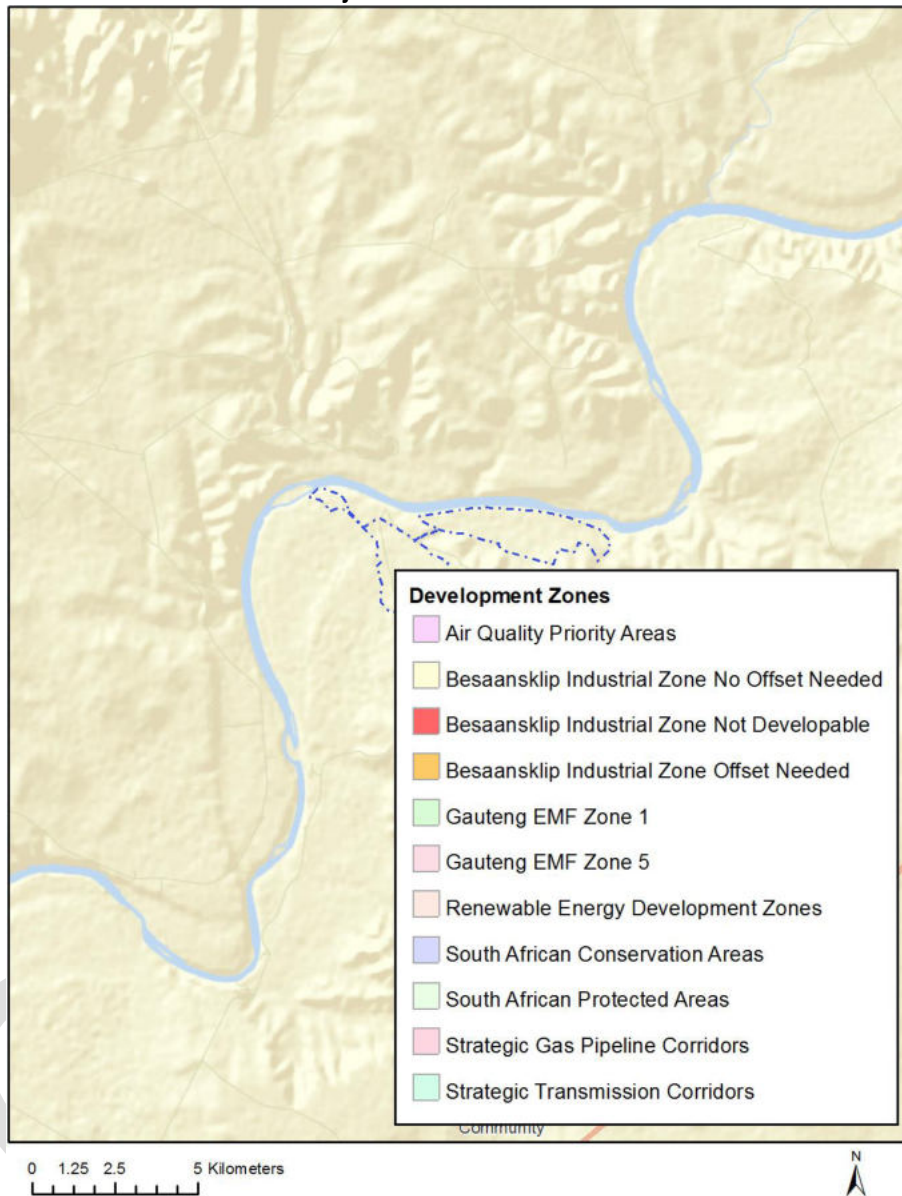 Development Zones
Air Quality Priority Areas
Besaansklip Industrial Zone No Offset Needed
Besaansklip Industrial Zone Not Developable
Besaansklip Industrial Zone Offset Needed
Gauteng EMF Zone 1
Gauteng EMF Zone 5
Renewable Energy Development Zones
South African Conservation Areas
South African Protected Areas
Strategic Gas Pipeline Corridors
Strategic Transmission Corridors
Community
0 1.25 2.5 5 Kilometers
N